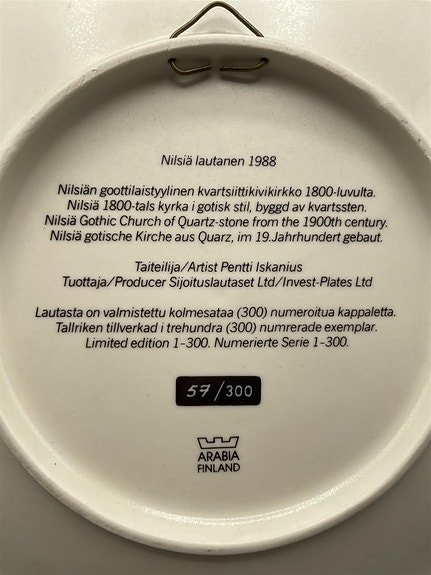 Nilsiä lautanen 1988
Nilsiän goottilaistyylinen kvartsiittikivikirkko 1800-luvulta.
Nilsiä 1800-tals kyrka i gotisk stil, byggd av kvartssten.
Nilsiä Gothic Church of Quartz-stone from the 1900th century.
Nilsiä gotische Kirche aus Quarz, im 19.Jahrhundert gebaut.
Taiteilija/Artist Pentti Iskanius
Tuottaja/Producer Sijoituslautaset Ltd/Invest-Plates Ltd
Lautasta on valmistettu kolmesataa (300) numeroitua kappaletta.
Tallriken tillverkad i trehundra (300) numrerade exemplar.
Limited edition 1-300. Numerierte Serie 1-300.
57/300
ARABIA
FINLAND